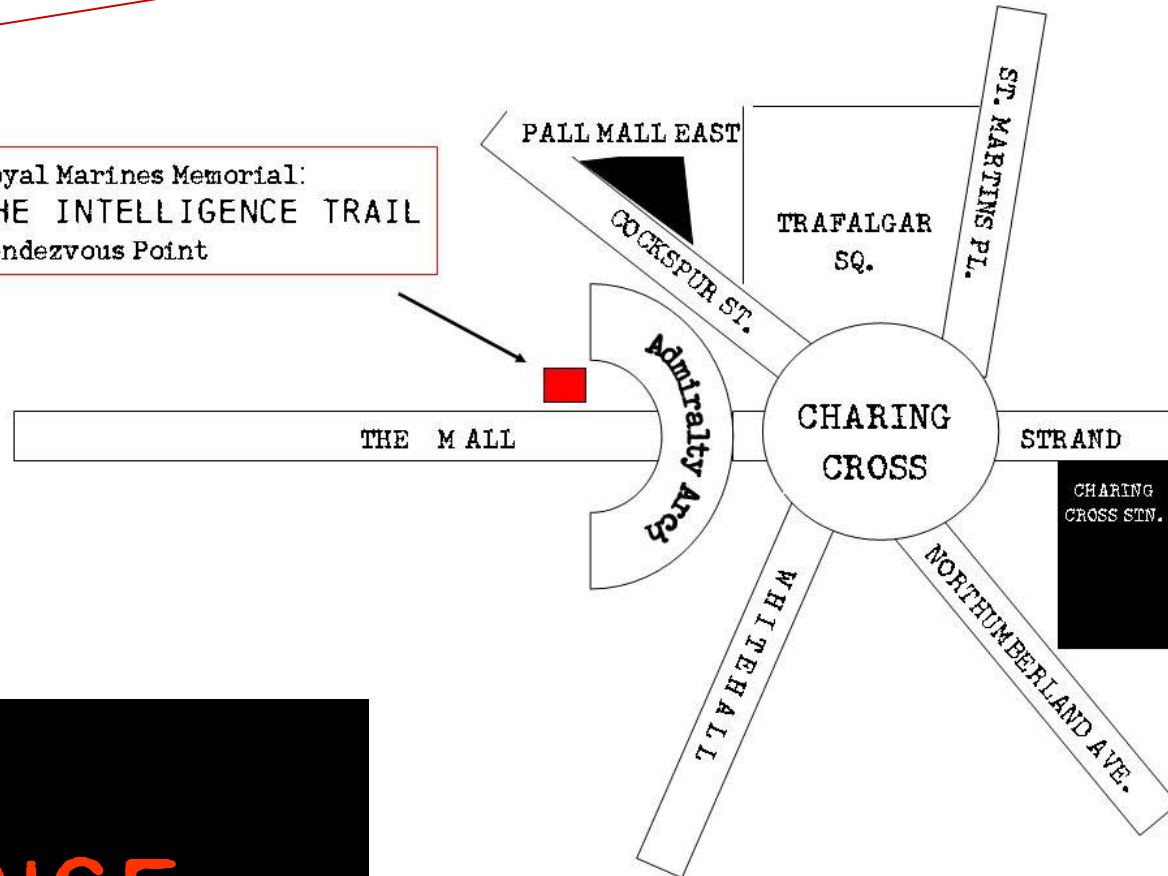 PALL MALL EAST
ST. MARTINS PL.
oyal Marines Memorial:
HE INTELLIGENCE TRAIL
endezvous Point
COCKSPUR ST.
TRAFALGAR
SQ.
Admiralty Arch
THE M ALL
CHARING
CROSS
STRAND
CHARING
CROSS STN.
WHITEHALL
NORTHUMBERLAND AVE.